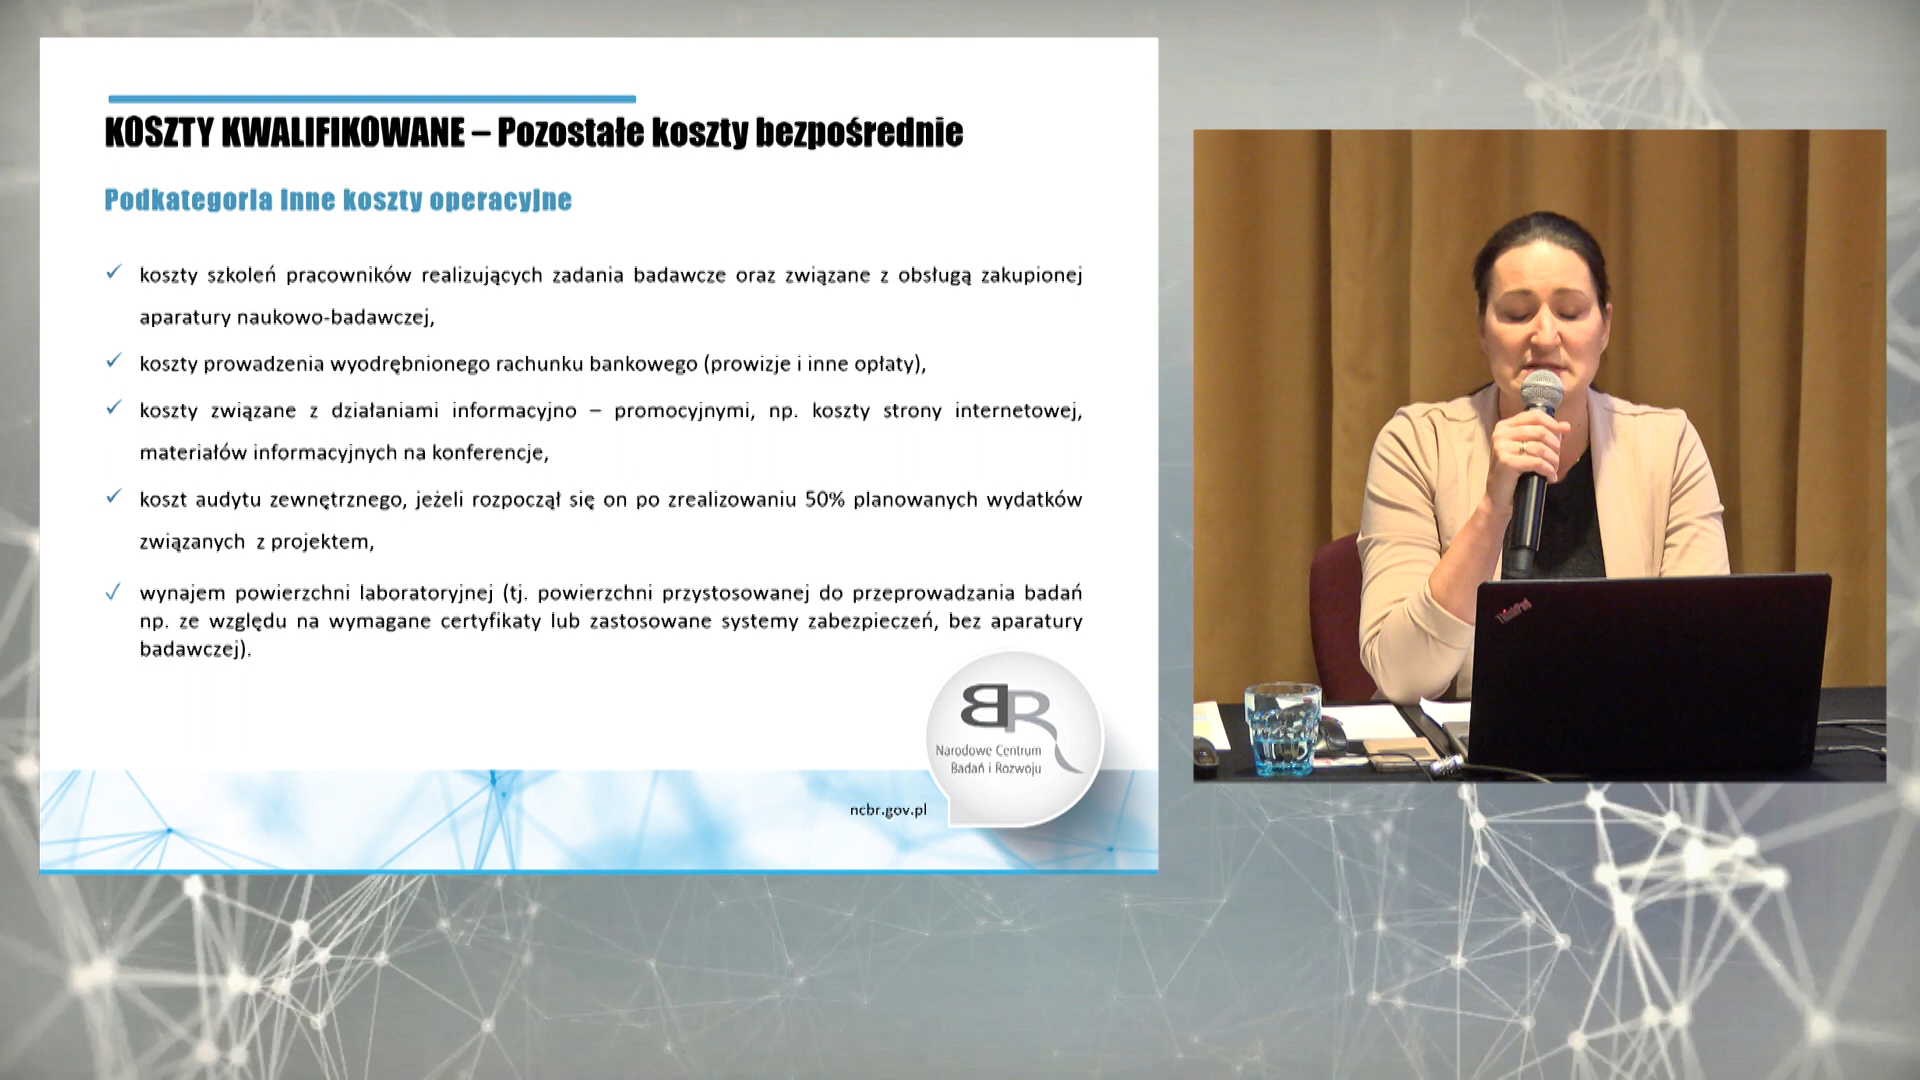 KOSZTY KWALIFIKOWANE – Pozostałe koszty bezpośrednie
Podkategoria Inne koszty operacyjne
✓ koszty szkoleń pracowników realizujących zadania badawcze oraz związane z obsługą zakupionej
aparatury naukowo-badawczej,
✓ koszty prowadzenia wyodrębnionego rachunku bankowego (prowizje i inne opłaty),
✓ koszty związane z działaniami informacyjno – promocyjnymi, np. koszty strony internetowej,
materiałów informacyjnych na konferencje,
✓ koszt audytu zewnętrznego, jeżeli rozpoczął się on po zrealizowaniu 50% planowanych wydatków
związanych z projektem,
✓ wynajem powierzchni laboratoryjnej (tj. powierzchni przystosowanej do przeprowadzania badań
np. ze względu na wymagane certyfikaty lub zastosowane systemy zabezpieczeń, bez aparatury
badawczej).
BR
Narodowe Centrum
Badań i Rozwoju
ncbr.gov.pl
ThinkPad